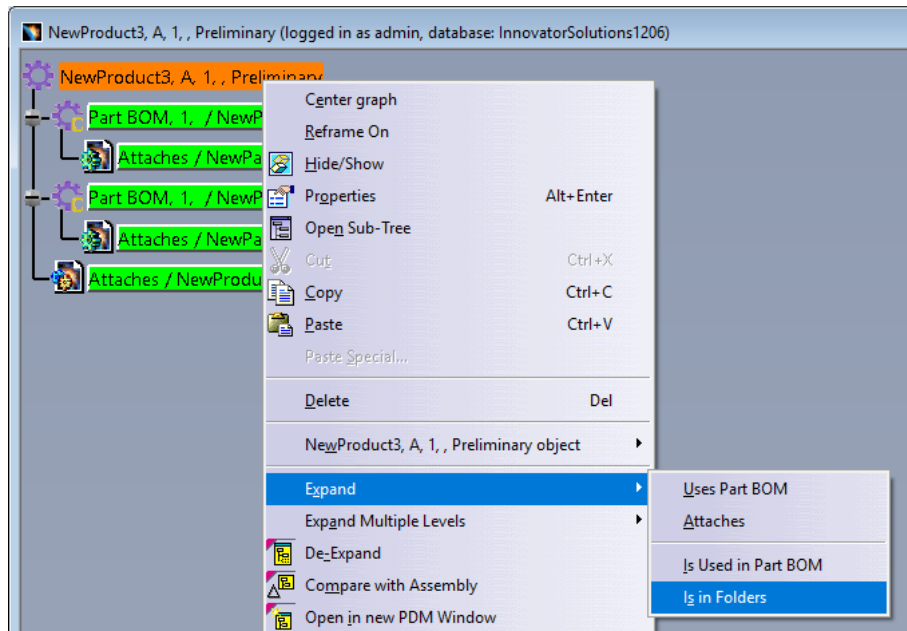 NewProduct3, A, 1, , Preliminary (logged in as admin, database: InnovatorSolutions1206)
NewProduct3, A, 1, , Preliminary
Center graph
Part BOM, 1, / NewP
Reframe On
Attaches / NewPa
Hide/Show
Part BOM, 1, / NewP
Properties Alt+Enter
Open Sub-Tree
Attaches / NewPa
Cut Ctrl+X
Attaches / NewProdu
Copy Ctrl+C
Paste Ctrl+V
Paste Special...
Delete Del
NewProduct3, A, 1, , Preliminary object
Expand
Uses Part BOM
Expand Multiple Levels
Attaches
De-Expand
Is Used in Part BOM
Compare with Assembly
Is in Folders
Open in new PDM Window